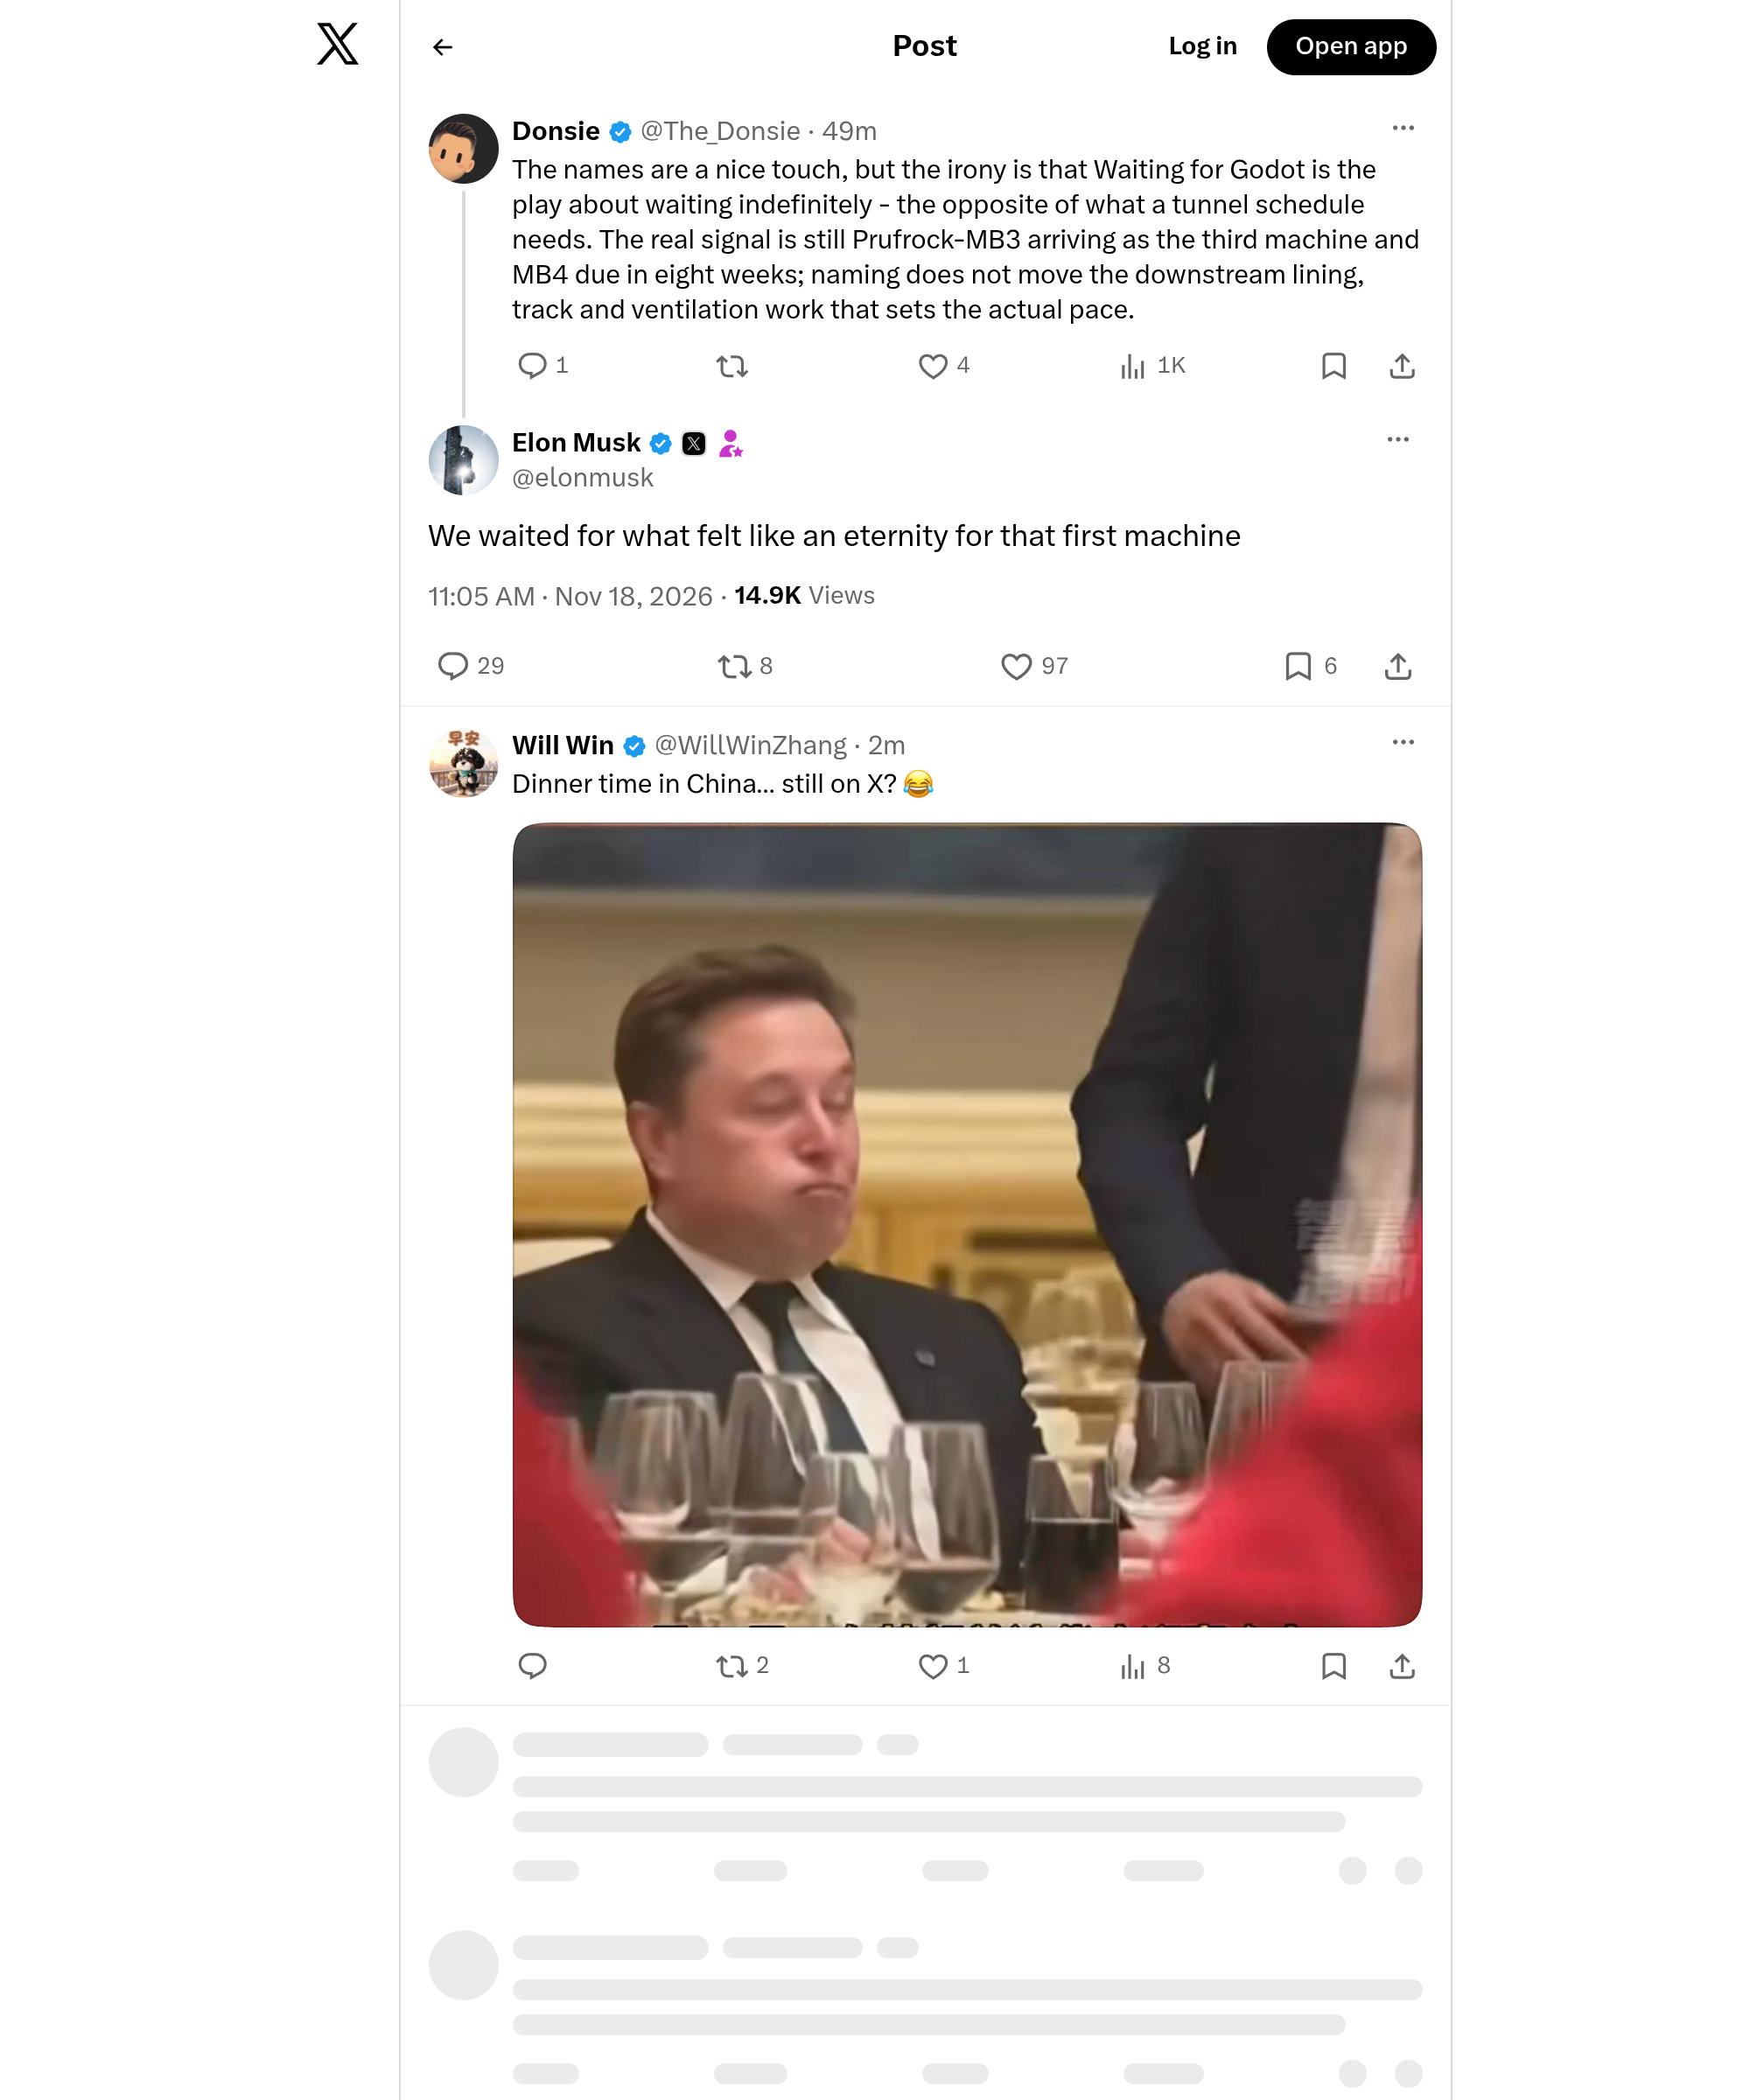 Post
Log in
Open app
Donsie @The_Donsie · 49m
The names are a nice touch, but the irony is that Waiting for Godot is the
play about waiting indefinitely - the opposite of what a tunnel schedule
needs. The real signal is still Prufrock-MB3 arriving as the third machine and
MB4 due in eight weeks; naming does not move the downstream lining,
track and ventilation work that sets the actual pace.
1 4 1K
Elon Musk
@elonmusk
We waited for what felt like an eternity for that first machine
11:05 AM · Nov 18, 2026 · 14.9K Views
29 8 97 6
早安
Will Win @WillWinZhang · 2m
Dinner time in China... still on X? 😂
2 1 8